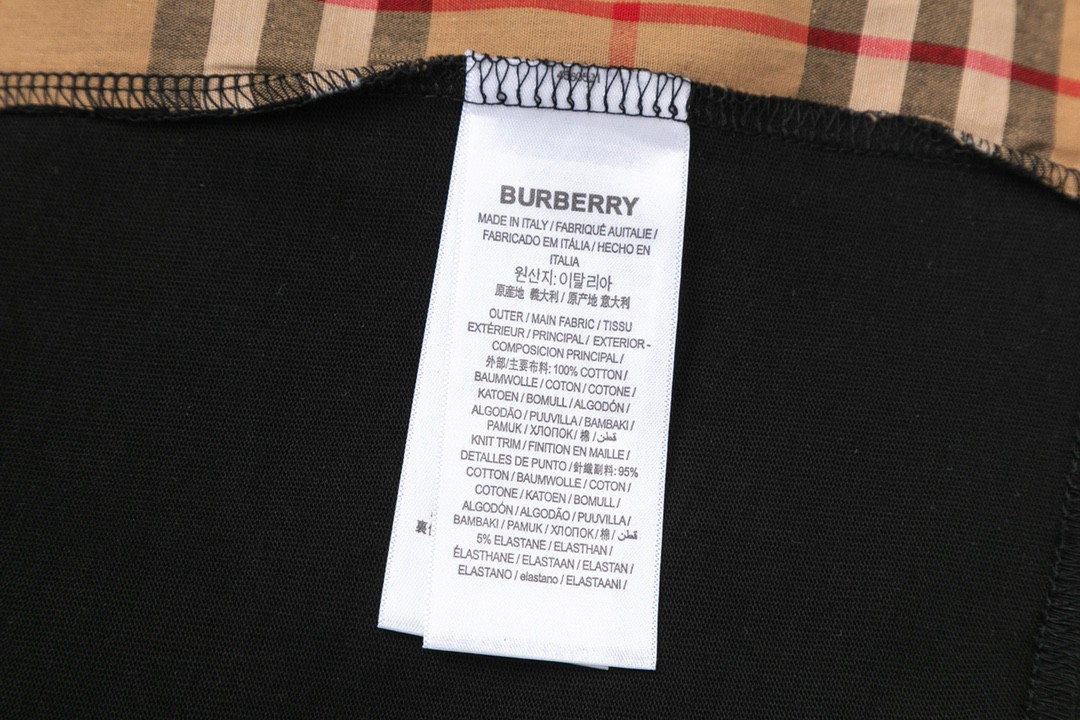 BURBERRY
MADE IN ITALY / FABRIQUÉ AUITALIE /
FABRICADO EM ITÁLIA / HECHO EN
ITALIA
원산지: 이탈리아
原産地 義大利 / 原产地 意大利
OUTER / MAIN FABRIC / TISSU
EXTÉRIEUR / PRINCIPAL / EXTERIOR -
COMPOSICION PRINCIPAL /
外部/主要布料: 100% COTTON /
BAUMWOLLE / COTON / COTONE /
KATOEN / BOMULL / ALGODÓN /
ALGODÃO / PUUVILLA / BAMBAKI /
PAMUK / ХЛОПОК / 棉 / قطن
KNIT TRIM / FINITION EN MAILLE /
DETALLES DE PUNTO / 針織副料: 95%
COTTON / BAUMWOLLE / COTON /
COTONE / KATOEN / BOMULL /
ALGODÓN / ALGODÃO / PUUVILLA /
BAMBAKI / PAMUK / ХЛОПОК / 棉 / قطن
5% ELASTANE / ELASTHAN /
ÉLASTHANE / ELASTAAN / ELASTAN /
ELASTANO / elastano / ELASTAANI /
裏